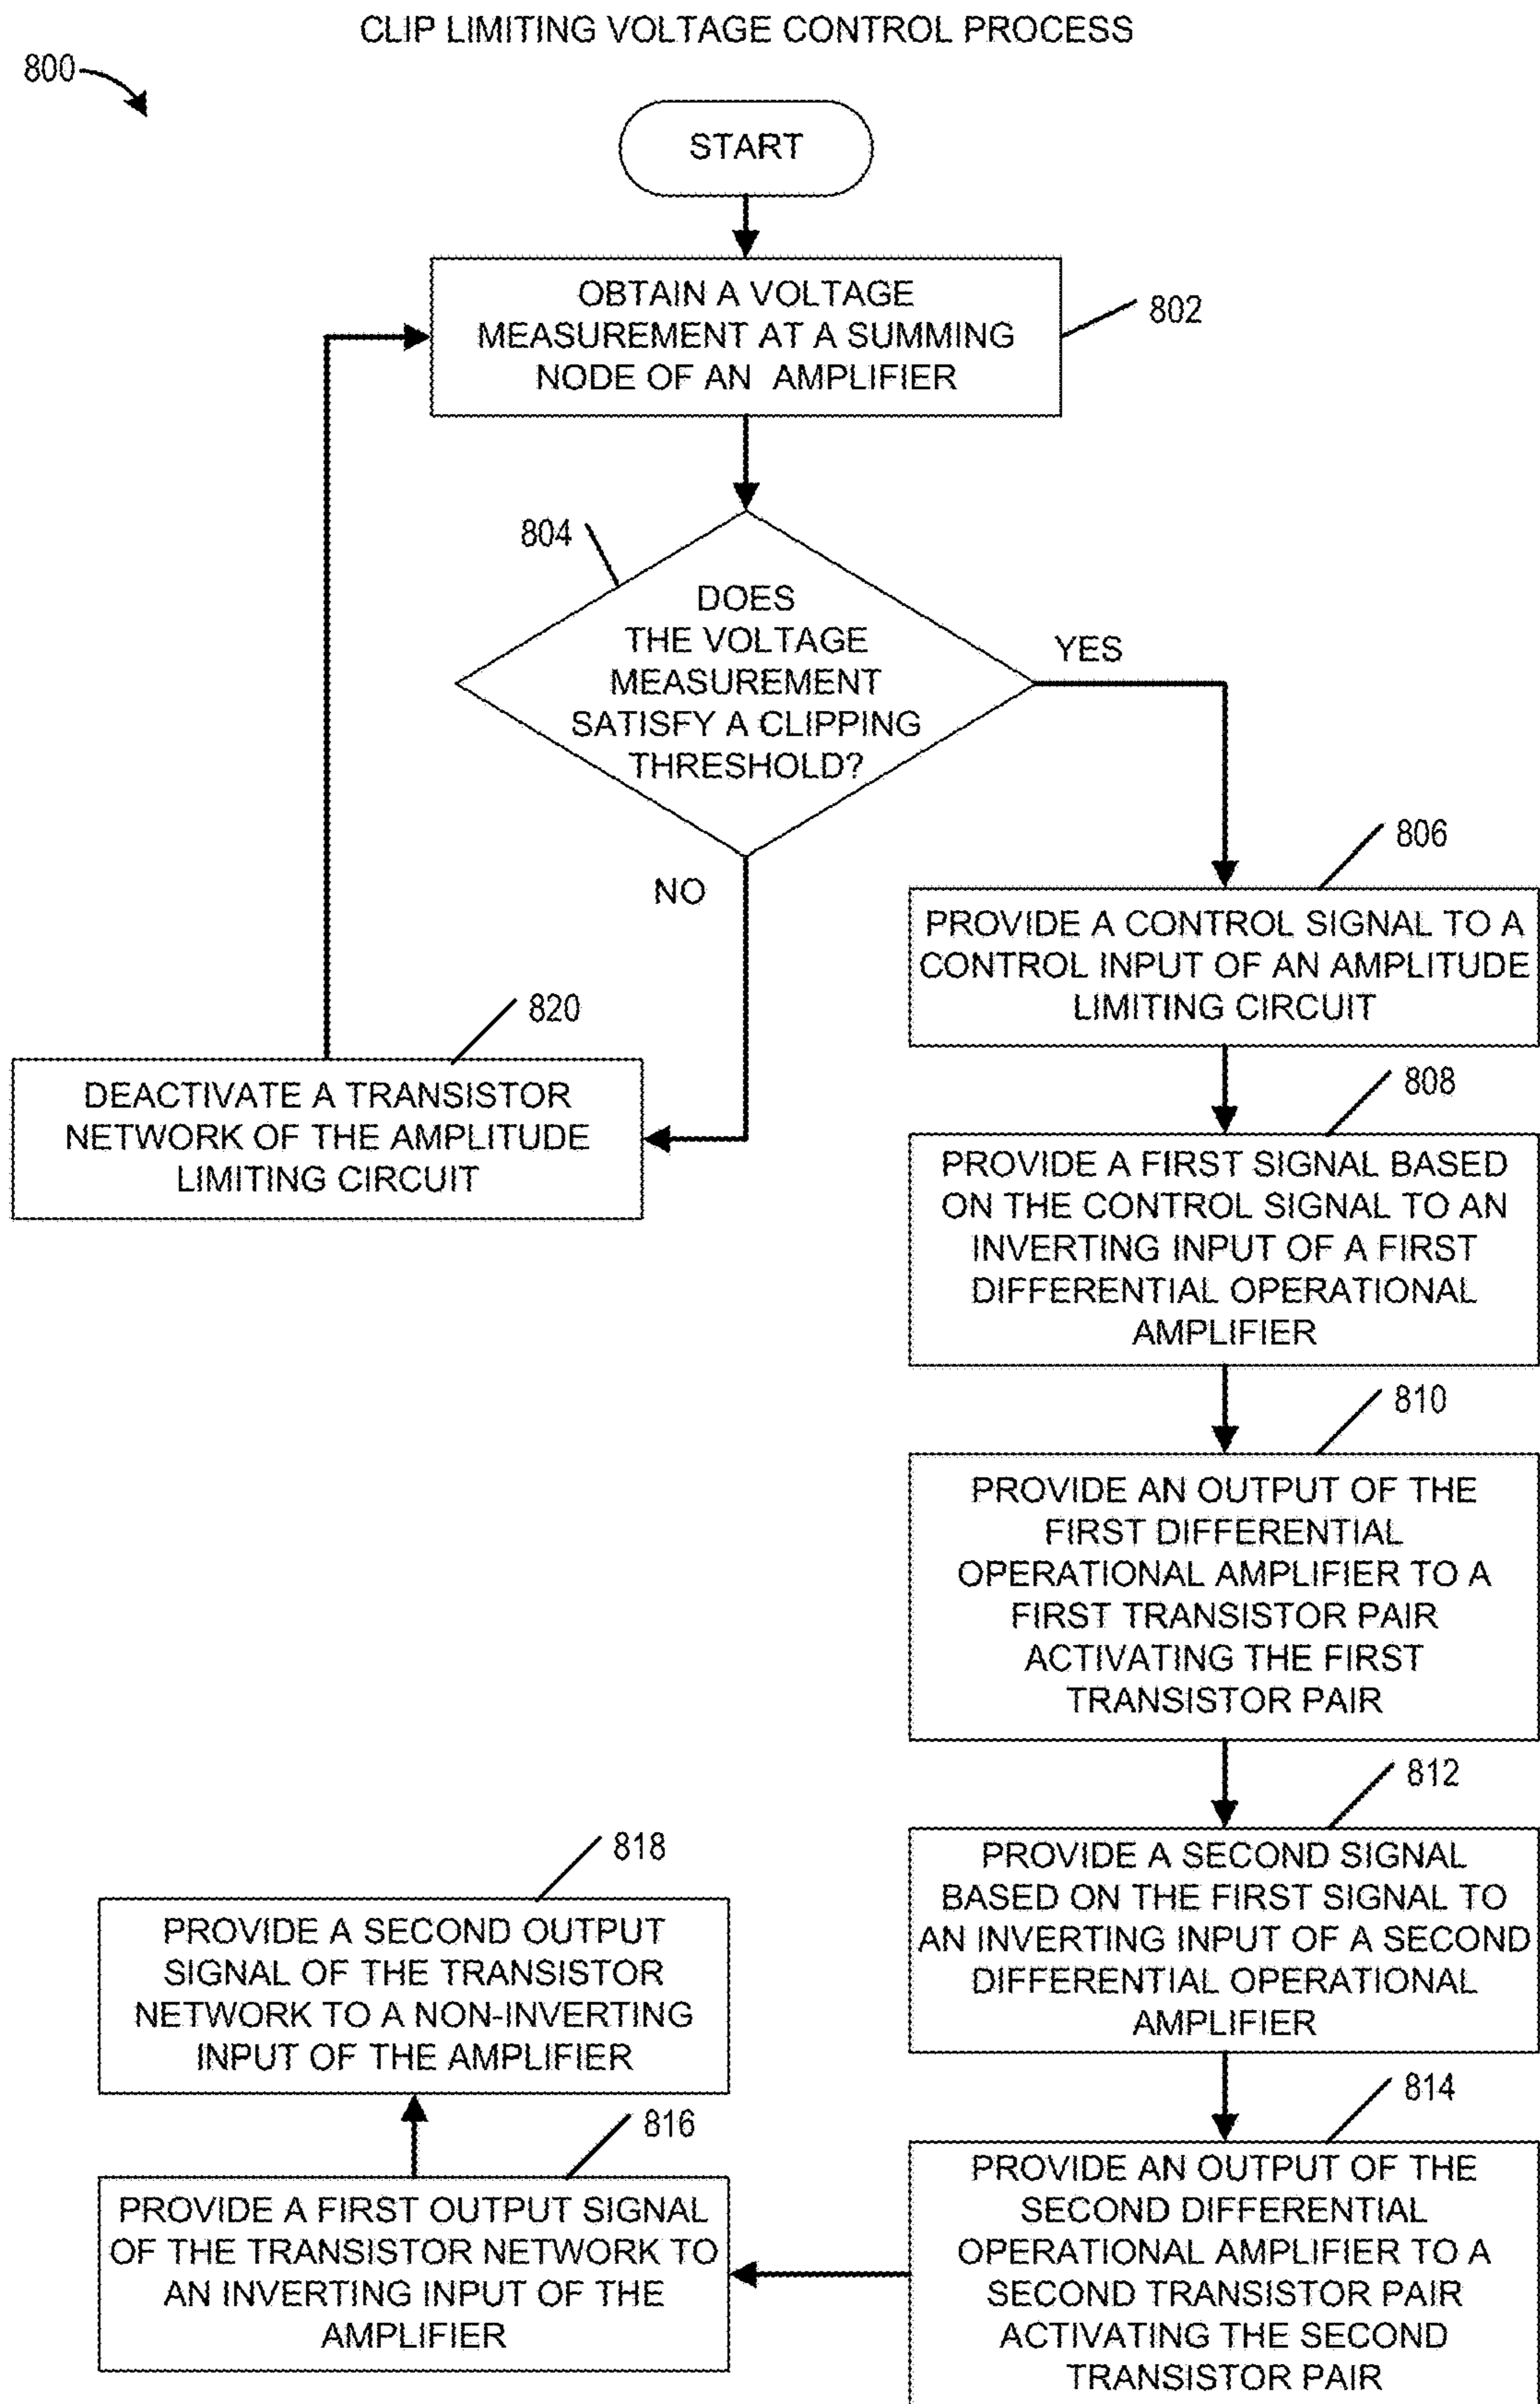 CLIP LIMITING VOLTAGE CONTROL PROCESS
800
START
OBTAIN A VOLTAGE
MEASUREMENT AT A SUMMING
NODE OF AN AMPLIFIER
802
804
DOES
THE VOLTAGE
MEASUREMENT
SATISFY A CLIPPING
THRESHOLD?
YES
NO
806
PROVIDE A CONTROL SIGNAL TO A
CONTROL INPUT OF AN AMPLITUDE
LIMITING CIRCUIT
820
DEACTIVATE A TRANSISTOR
NETWORK OF THE AMPLITUDE
LIMITING CIRCUIT
808
PROVIDE A FIRST SIGNAL BASED
ON THE CONTROL SIGNAL TO AN
INVERTING INPUT OF A FIRST
DIFFERENTIAL OPERATIONAL
AMPLIFIER
810
PROVIDE AN OUTPUT OF THE
FIRST DIFFERENTIAL
OPERATIONAL AMPLIFIER TO A
FIRST TRANSISTOR PAIR
ACTIVATING THE FIRST
TRANSISTOR PAIR
812
PROVIDE A SECOND SIGNAL
BASED ON THE FIRST SIGNAL TO
AN INVERTING INPUT OF A SECOND
DIFFERENTIAL OPERATIONAL
AMPLIFIER
814
PROVIDE AN OUTPUT OF THE
SECOND DIFFERENTIAL
OPERATIONAL AMPLIFIER TO A
SECOND TRANSISTOR PAIR
ACTIVATING THE SECOND
TRANSISTOR PAIR
816
PROVIDE A FIRST OUTPUT SIGNAL
OF THE TRANSISTOR NETWORK TO
AN INVERTING INPUT OF THE
AMPLIFIER
818
PROVIDE A SECOND OUTPUT
SIGNAL OF THE TRANSISTOR
NETWORK TO A NON-INVERTING
INPUT OF THE AMPLIFIER